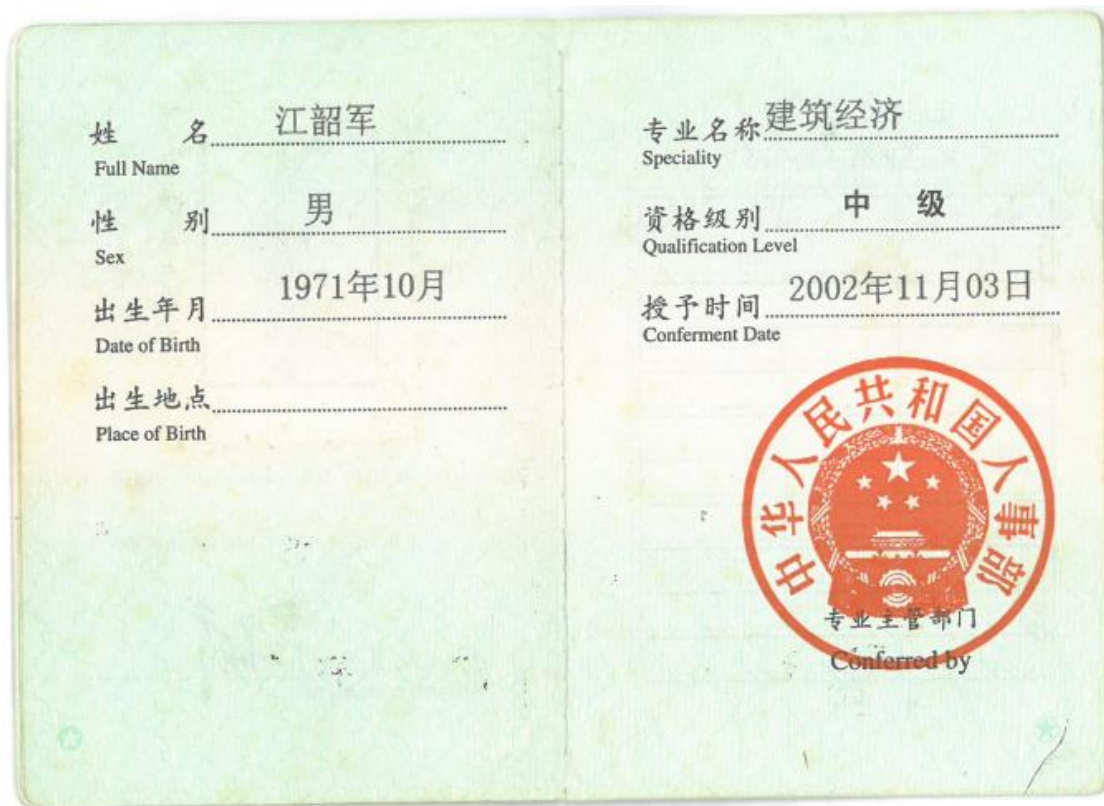 姓名 江韶军
Full Name
性别 男
Sex
出生年月 1971年10月
Date of Birth
出生地点
Place of Birth
专业名称 建筑经济
Speciality
资格级别 中级
Qualification Level
授予时间 2002年11月03日
Conferment Date
中华人民共和国人事部
专业主管部门
Conferred by